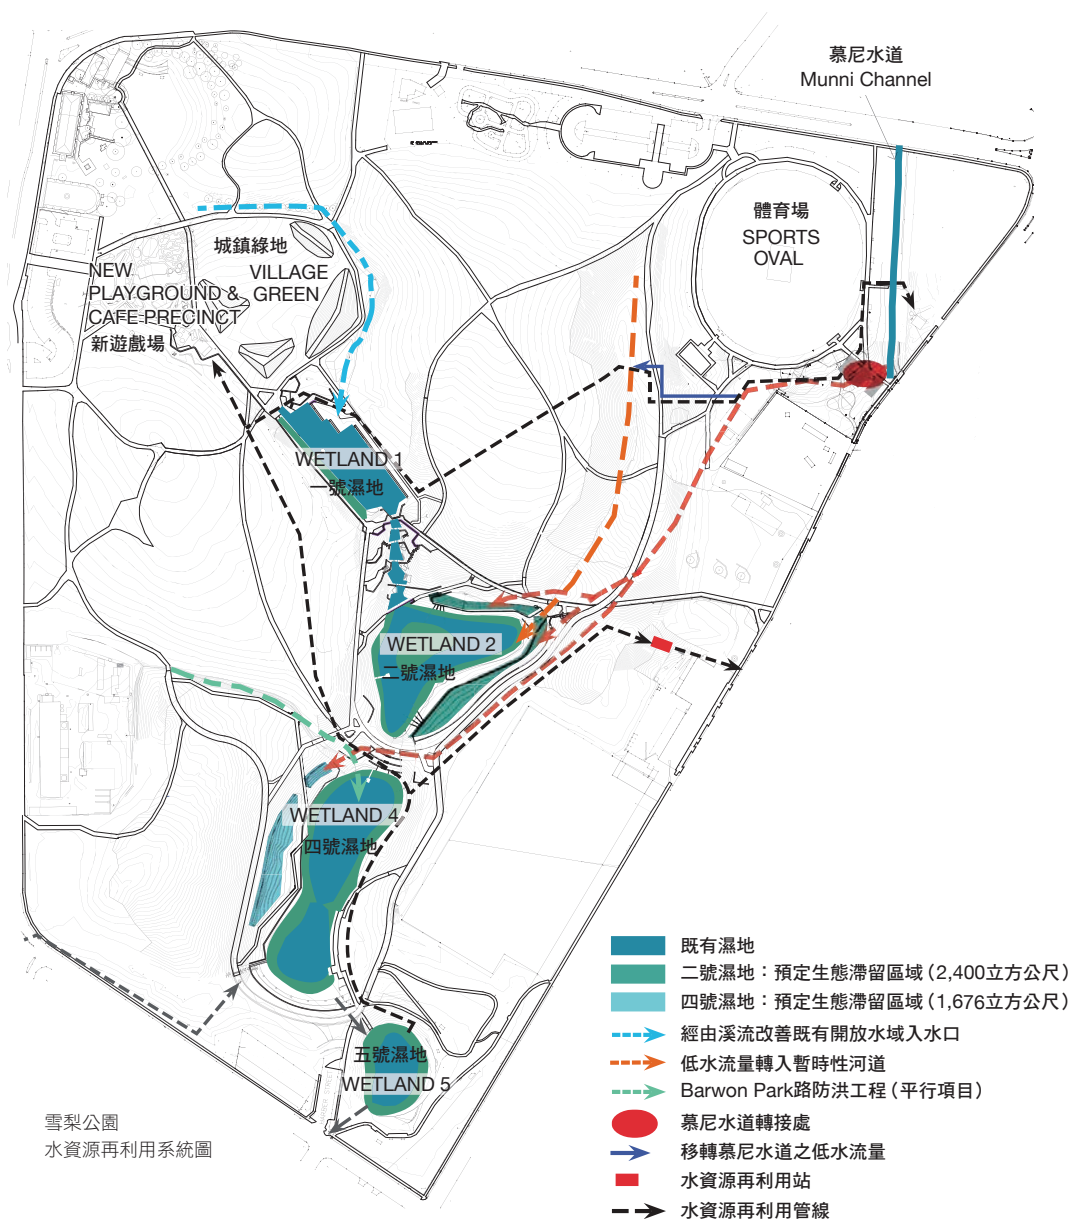 慕尼水道
Munni Channel
體育場
SPORTS
OVAL
城鎮綠地
VILLAGE
GREEN
NEW
PLAYGROUND &
CAFE PRECINCT
新遊戲場
WETLAND 1
一號濕地
WETLAND 2
二號濕地
WETLAND 4
四號濕地
五號濕地
WETLAND 5
既有濕地
二號濕地：預定生態滯留區域（2,400立方公尺）
四號濕地：預定生態滯留區域（1,676立方公尺）
經由溪流改善既有開放水域入水口
低水流量轉入暫時性河道
Barwon Park路防洪工程（平行項目）
慕尼水道轉接處
移轉慕尼水道之低水流量
水資源再利用站
水資源再利用管線
雪梨公園
水資源再利用系統圖